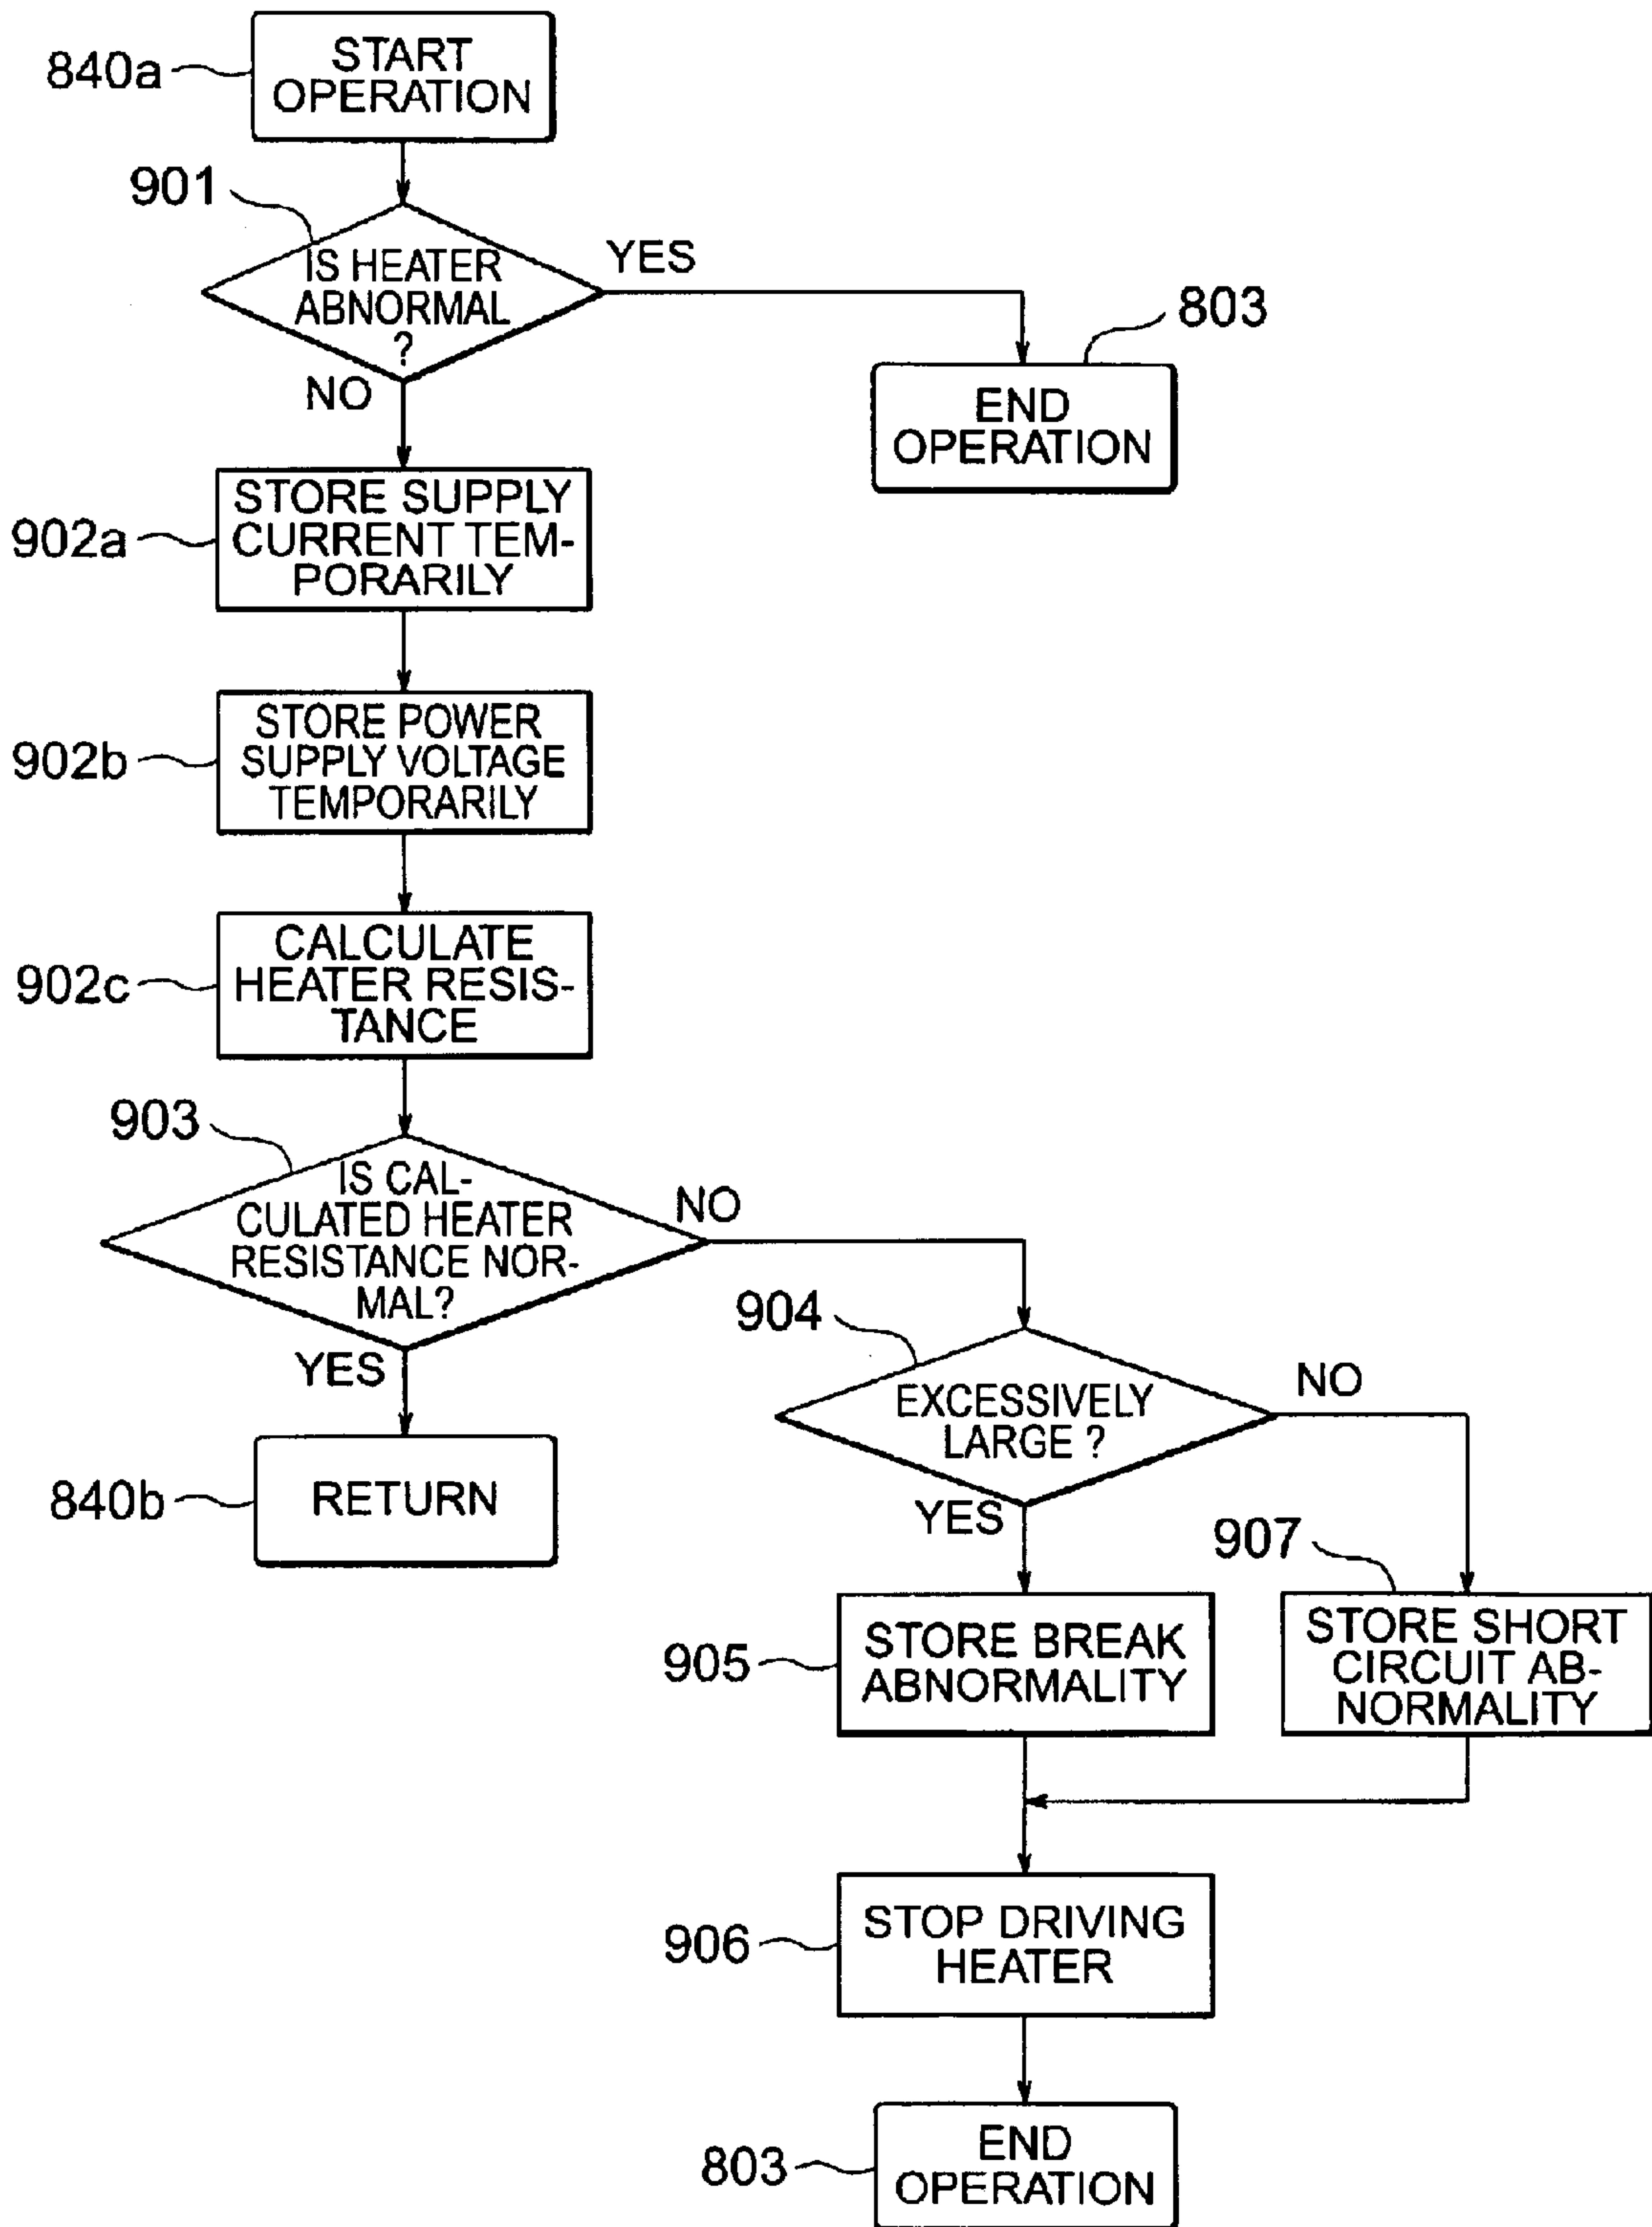 840a
START
OPERATION
901
IS HEATER
ABNORMAL
?
YES
NO
803
END
OPERATION
902a
STORE SUPPLY
CURRENT TEM-
PORARILY
902b
STORE POWER
SUPPLY VOLTAGE
TEMPORARILY
902c
CALCULATE
HEATER RESIS-
TANCE
903
IS CAL-
CULATED HEATER
RESISTANCE NOR-
MAL?
NO
YES
840b
RETURN
904
EXCESSIVELY
LARGE ?
NO
YES
905
STORE BREAK
ABNORMALITY
907
STORE SHORT
CIRCUIT AB-
NORMALITY
906
STOP DRIVING
HEATER
803
END
OPERATION